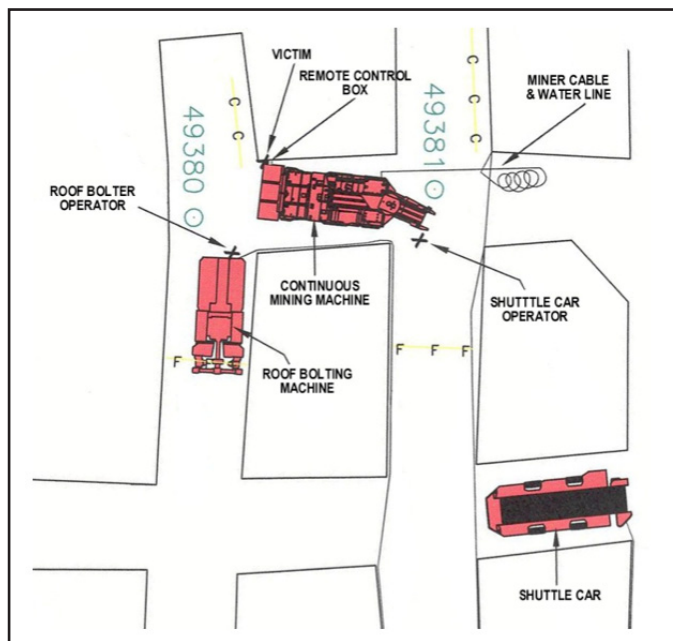 VICTIM
REMOTE CONTROL
BOX
MINER CABLE
& WATER LINE
C
C
C
C
C
49380
49381
ROOF BOLTER
OPERATOR
CONTINUOUS
MINING MACHINE
SHUTTTLE CAR
OPERATOR
F
F F F
ROOF BOLTING
MACHINE
SHUTTLE CAR